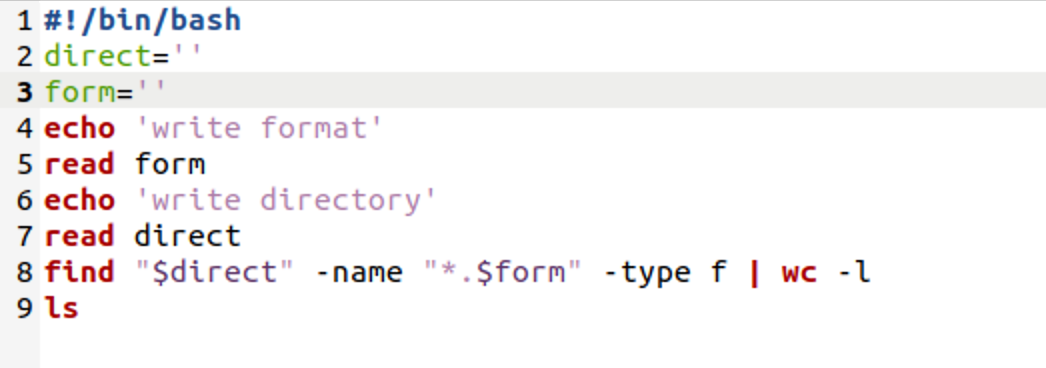 1 #!/bin/bash
2 direct=''
3 form=''
4 echo 'write format'
5 read form
6 echo 'write directory'
7 read direct
8 find "$direct" -name "*.$form" -type f | wc -l
9 ls